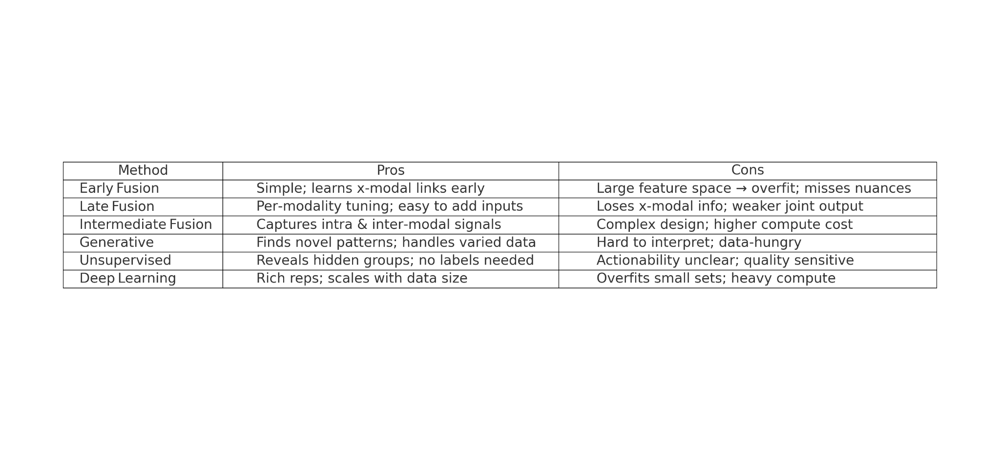 Method Pros Cons
Early Fusion Simple; learns x-modal links early Large feature space → overfit; misses nuances
Late Fusion Per-modality tuning; easy to add inputs Loses x-modal info; weaker joint output
Intermediate Fusion Captures intra & inter-modal signals Complex design; higher compute cost
Generative Finds novel patterns; handles varied data Hard to interpret; data-hungry
Unsupervised Reveals hidden groups; no labels needed Actionability unclear; quality sensitive
Deep Learning Rich reps; scales with data size Overfits small sets; heavy compute